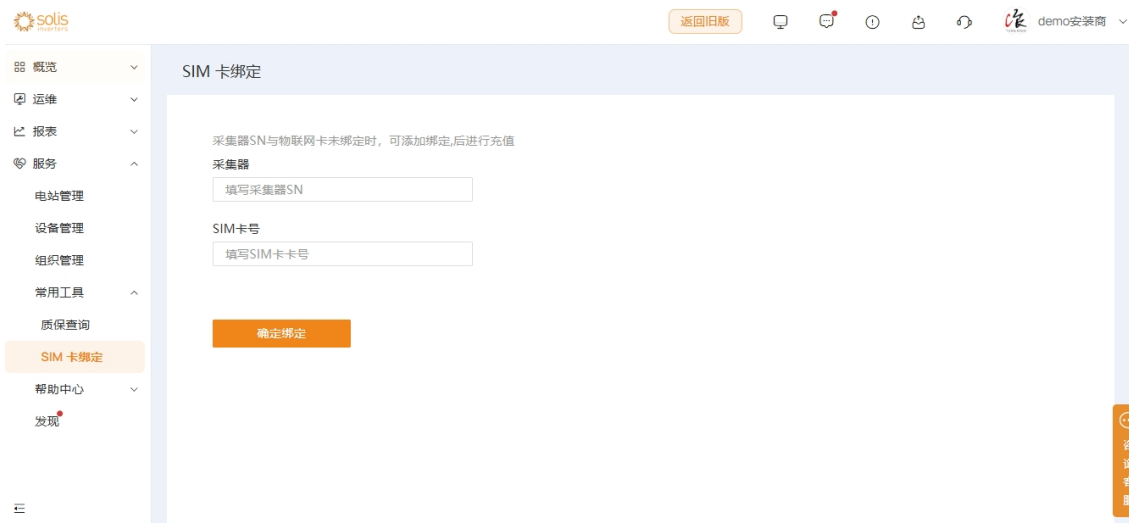 solis
inverters
返回旧版
demo安装商
概览
运维
报表
服务
电站管理
设备管理
组织管理
常用工具
质保查询
SIM 卡绑定
帮助中心
发现
SIM 卡绑定
采集器SN与物联网卡未绑定时，可添加绑定,后进行充值
采集器
填写采集器SN
SIM卡号
填写SIM卡卡号
确定绑定
咨
询
客
服